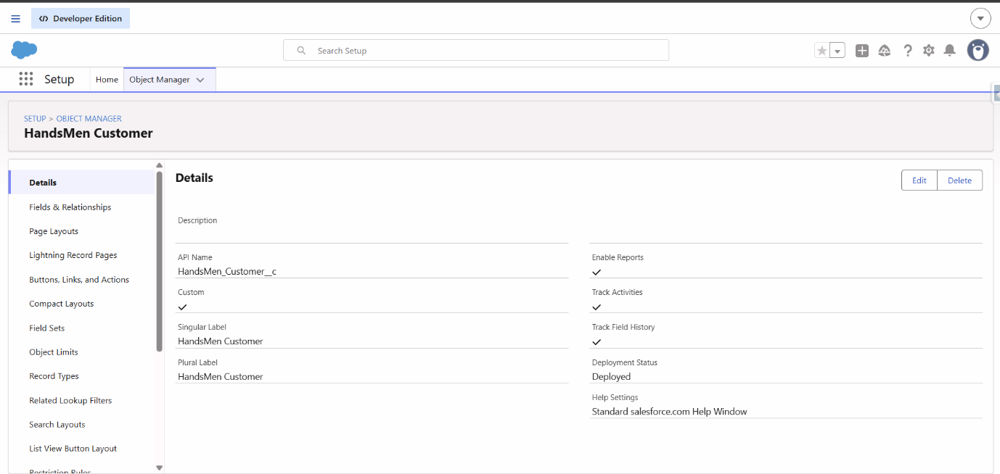 Developer Edition
Search Setup
Setup
Home
Object Manager
SETUP > OBJECT MANAGER
HandsMen Customer
Details
Fields & Relationships
Page Layouts
Lightning Record Pages
Buttons, Links, and Actions
Compact Layouts
Field Sets
Object Limits
Record Types
Related Lookup Filters
Search Layouts
List View Button Layout
Restriction Rules
Details
Edit
Delete
Description
API Name
HandsMen_Customer__c
Custom
Singular Label
HandsMen Customer
Plural Label
HandsMen Customer
Enable Reports
Track Activities
Track Field History
Deployment Status
Deployed
Help Settings
Standard salesforce.com Help Window